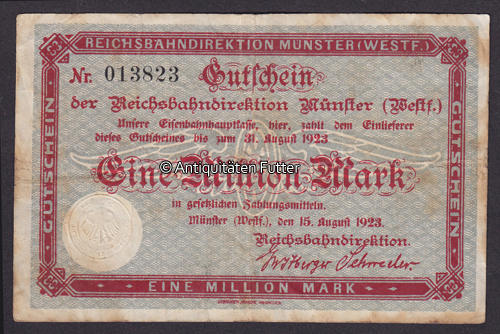 REICHSBAHNDIREKTION MÜNSTER (WESTF.)
Nr. 013823 Gutschein
der Reichsbahndirektion Münster (Westf.)
Unsere Eisenbahnhauptkasse, hier, zahlt dem Einlieferer
dieses Gutscheines bis zum 31. August 1923
Eine Million Mark
© Antiquitäten Futter
in gesetzlichen Zahlungsmitteln.
Münster (Westf.), den 15. August 1923.
Reichsbahndirektion.
GUTSCHEIN
GUTSCHEIN
EINE MILLION MARK